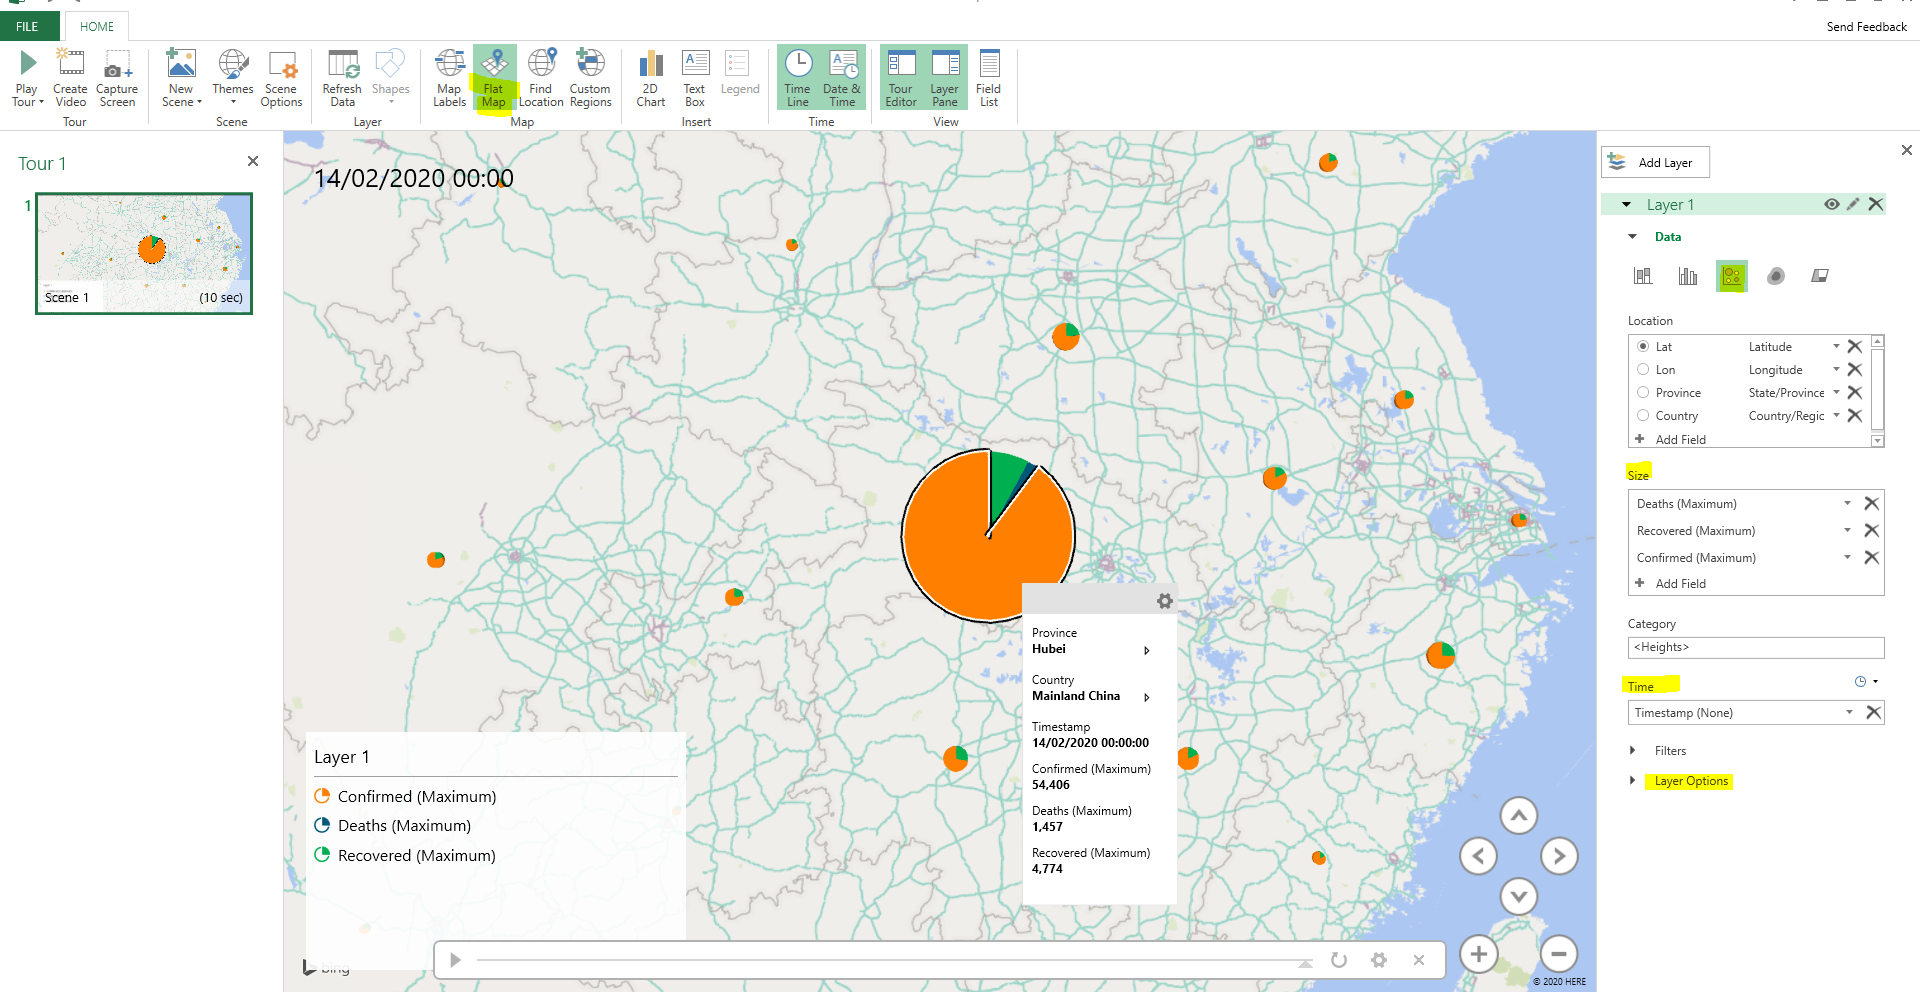 FILE
HOME
Send Feedback
Play Tour
Create Video
Capture Screen
Tour
New Scene
Themes
Scene Options
Scene
Refresh Data
Shapes
Layer
Map Labels
Flat Map
Find Location
Custom Regions
Map
2D Chart
Text Box
Legend
Insert
Time Line
Date & Time
Time
Tour Editor
Layer Pane
Field List
View
Tour 1
1
Scene 1
(10 sec)
14/02/2020 00:00
Province
Hubei
Country
Mainland China
Timestamp
14/02/2020 00:00:00
Confirmed (Maximum)
54,406
Deaths (Maximum)
1,457
Recovered (Maximum)
4,774
Layer 1
Confirmed (Maximum)
Deaths (Maximum)
Recovered (Maximum)
bing
© 2020 HERE
Add Layer
Layer 1
Data
Location
Lat Latitude
Lon Longitude
Province State/Province
Country Country/Regic
Add Field
Size
Deaths (Maximum)
Recovered (Maximum)
Confirmed (Maximum)
Add Field
Category
<Heights>
Time
Timestamp (None)
Filters
Layer Options